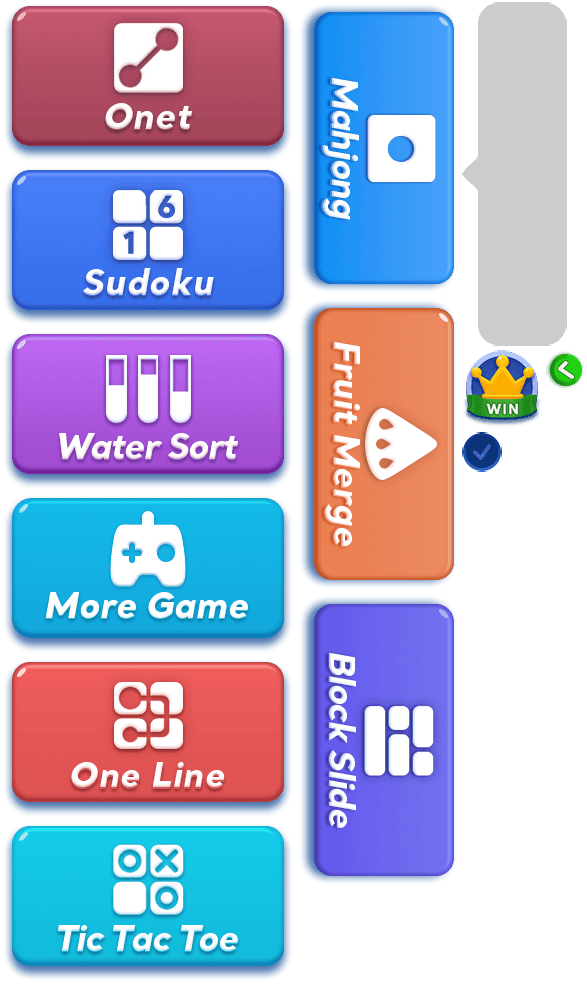 Onet
6
1
Sudoku
Water Sort
More Game
One Line
Tic Tac Toe
Mahjong
Fruit Merge
Block Slide
WIN